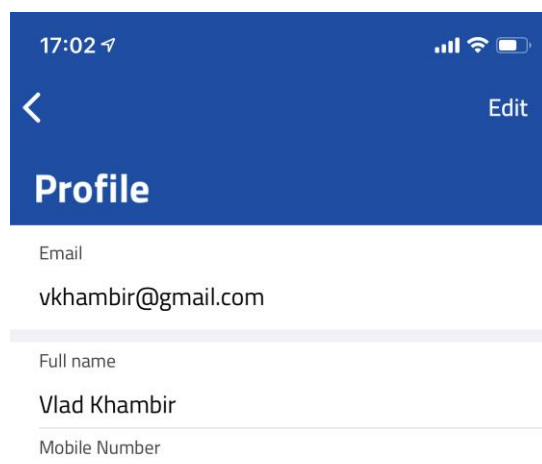 17:02
Edit
Profile
Email
vkhambir@gmail.com
Full name
Vlad Khambir
Mobile Number